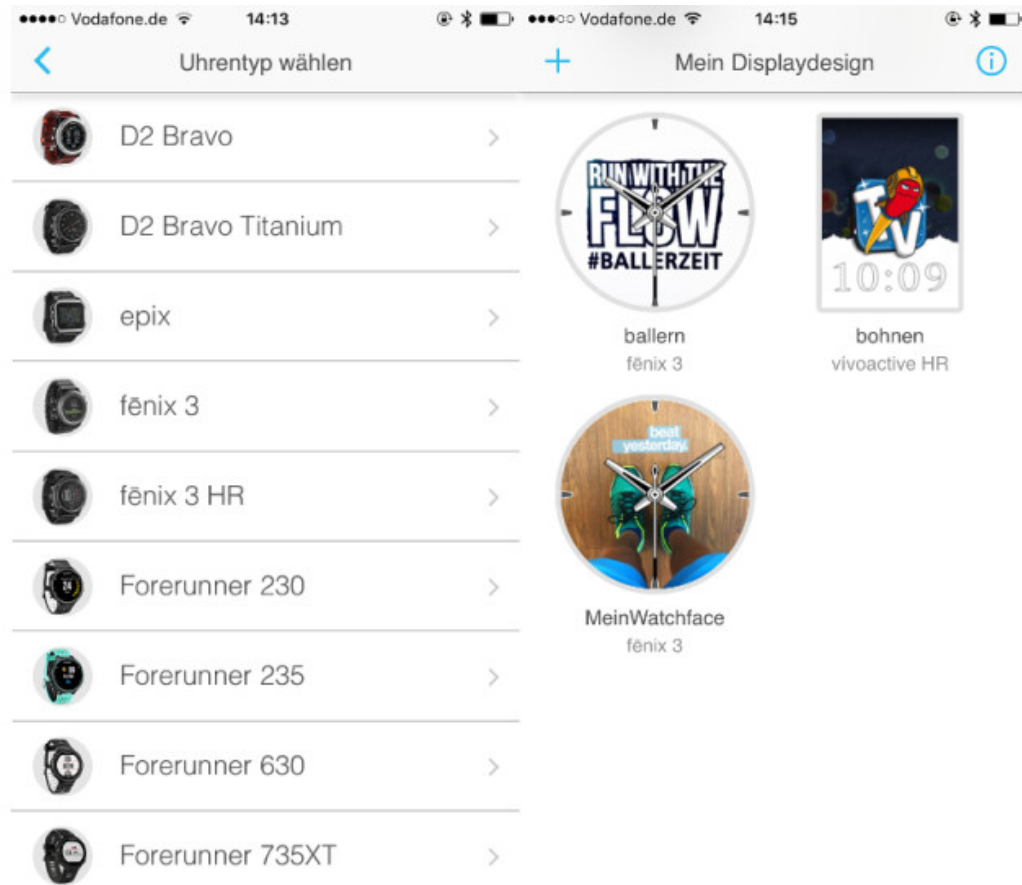 Vodafone.de 14:13
Uhrentyp wählen
D2 Bravo
D2 Bravo Titanium
epix
fēnix 3
fēnix 3 HR
Forerunner 230
Forerunner 235
Forerunner 630
Forerunner 735XT
Vodafone.de 14:15
+ Mein Displaydesign i
RUN WITH THE
FLOW
#BALLERZEIT
ballern
fēnix 3
TV
10:09
bohnen
vívoactive HR
beat
yesterday.
MeinWatchface
fēnix 3